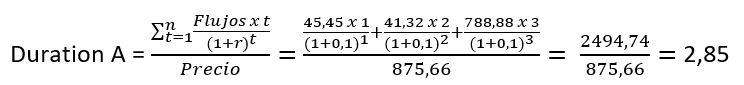 Duration A = \frac{\sum_{t=1}^{n} \frac{Flujos x t}{(1+r)^t}}{Precio} = \frac{\frac{45,45 x 1}{(1+0,1)^1} + \frac{41,32 x 2}{(1+0,1)^2} + \frac{788,88 x 3}{(1+0,1)^3}}{875,66} = \frac{2494,74}{875,66} = 2,85